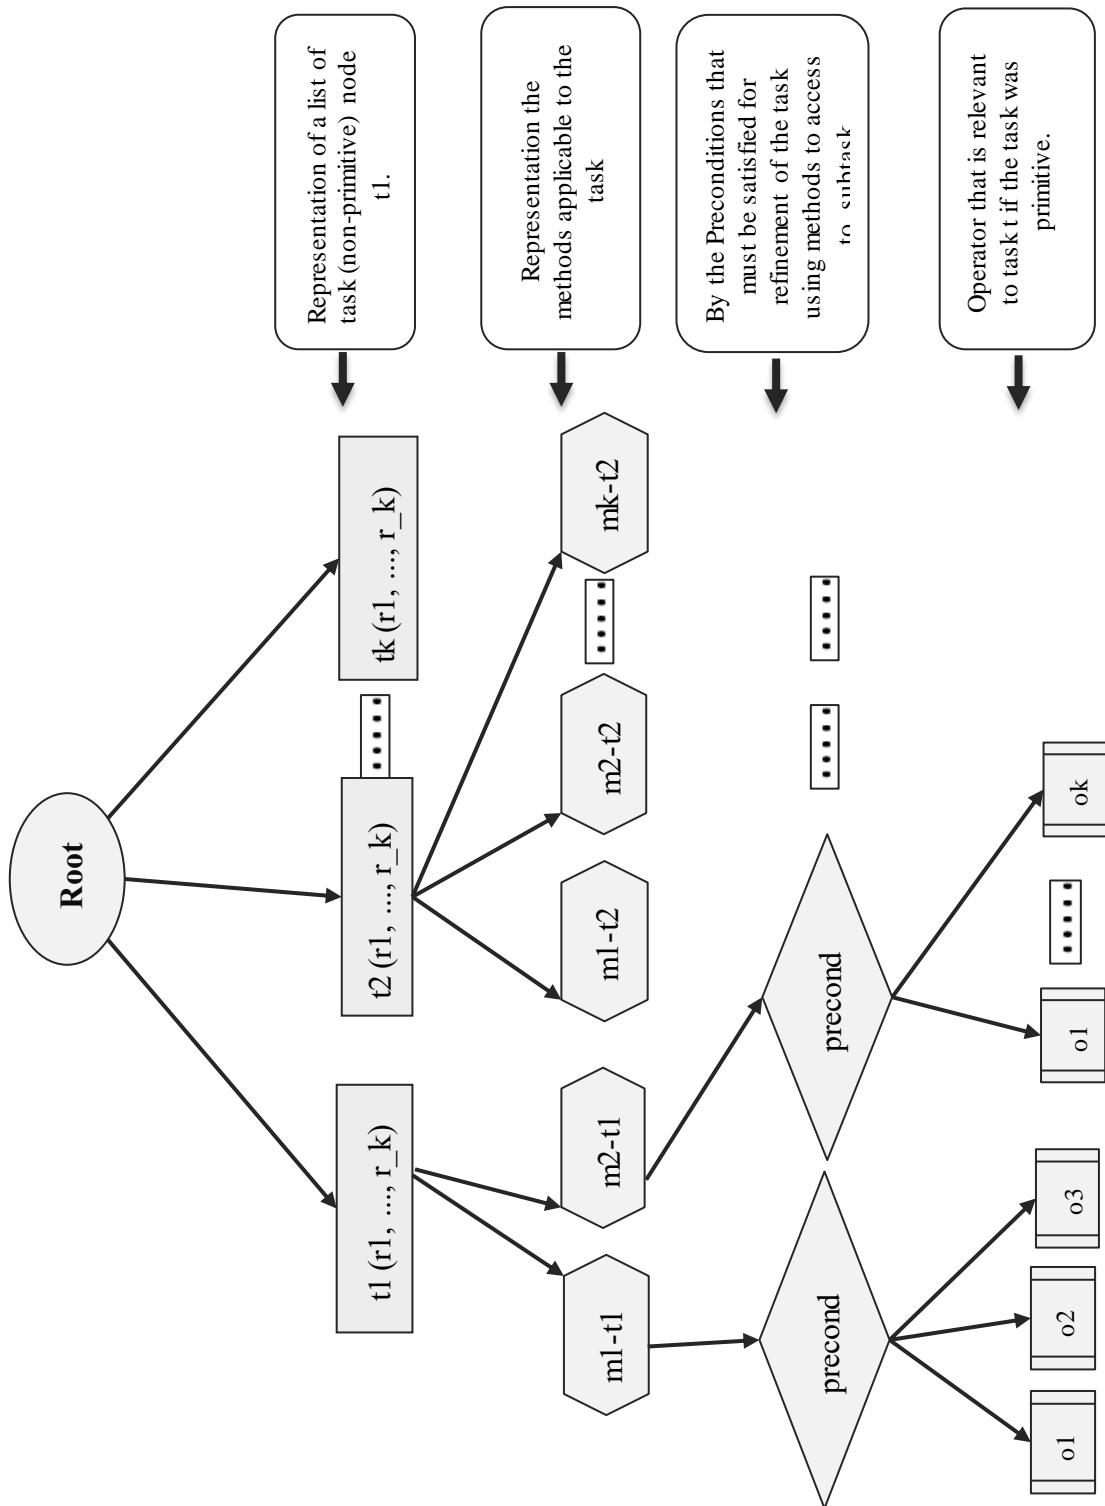 Root
t1 (r1, ..., r_k)
t2 (r1, ..., r_k)
tk (r1, ..., r_k)
Representation of a list of
task (non-primitive) node
t1.
m1-t1
m2-t1
m1-t2
m2-t2
mk-t2
Representation the
methods applicable to the
task
precond
precond
By the Preconditions that
must be satisfied for
refinement of the task
using methods to access
to subtask
o1
o2
o3
o1
ok
Operator that is relevant
to task t if the task was
primitive.